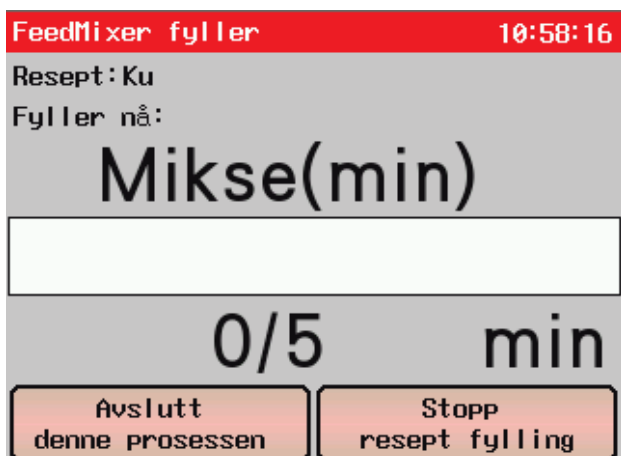 FeedMixer fyller 10:58:16
Resept:Ku
Fyller nå:
Mikse(min)
0/5 min
Avslutt
denne prosessen
Stopp
resept fylling